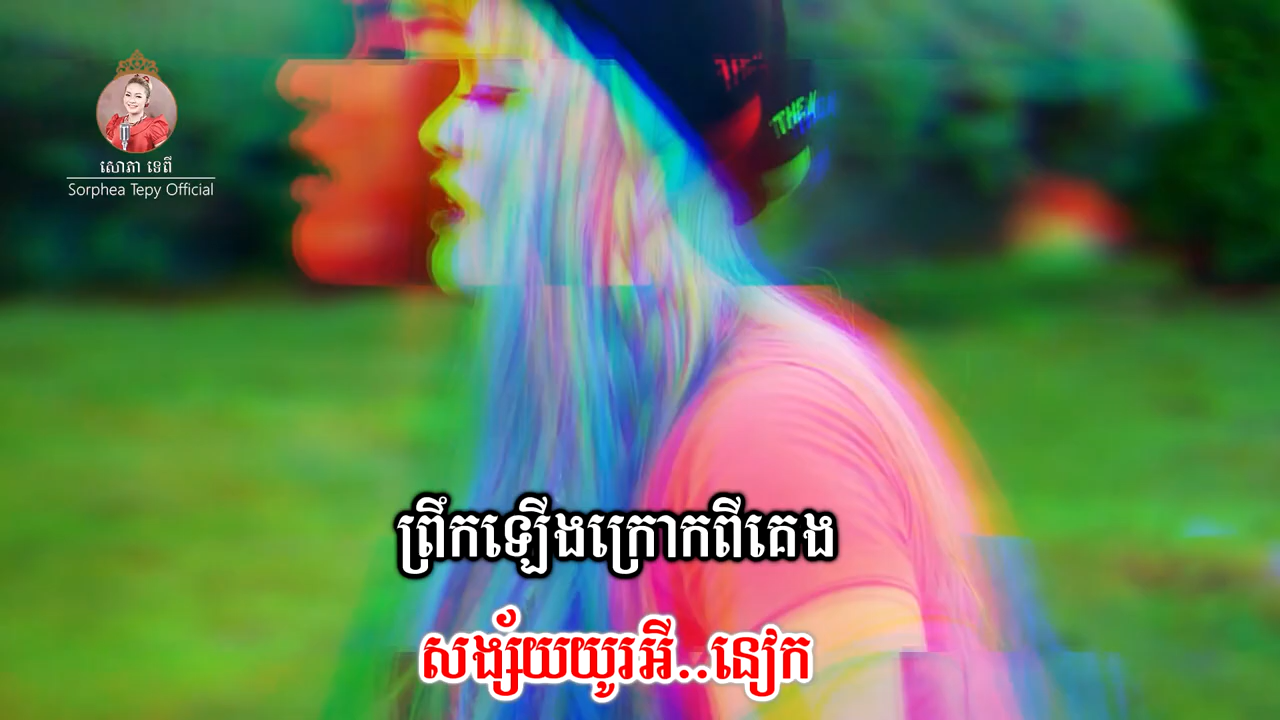 សោភា ទេពី
Sorphea Tepy Official
ព្រឹកឡើងក្រោកពីគេង
សង្ស័យយូរអី..នៀក